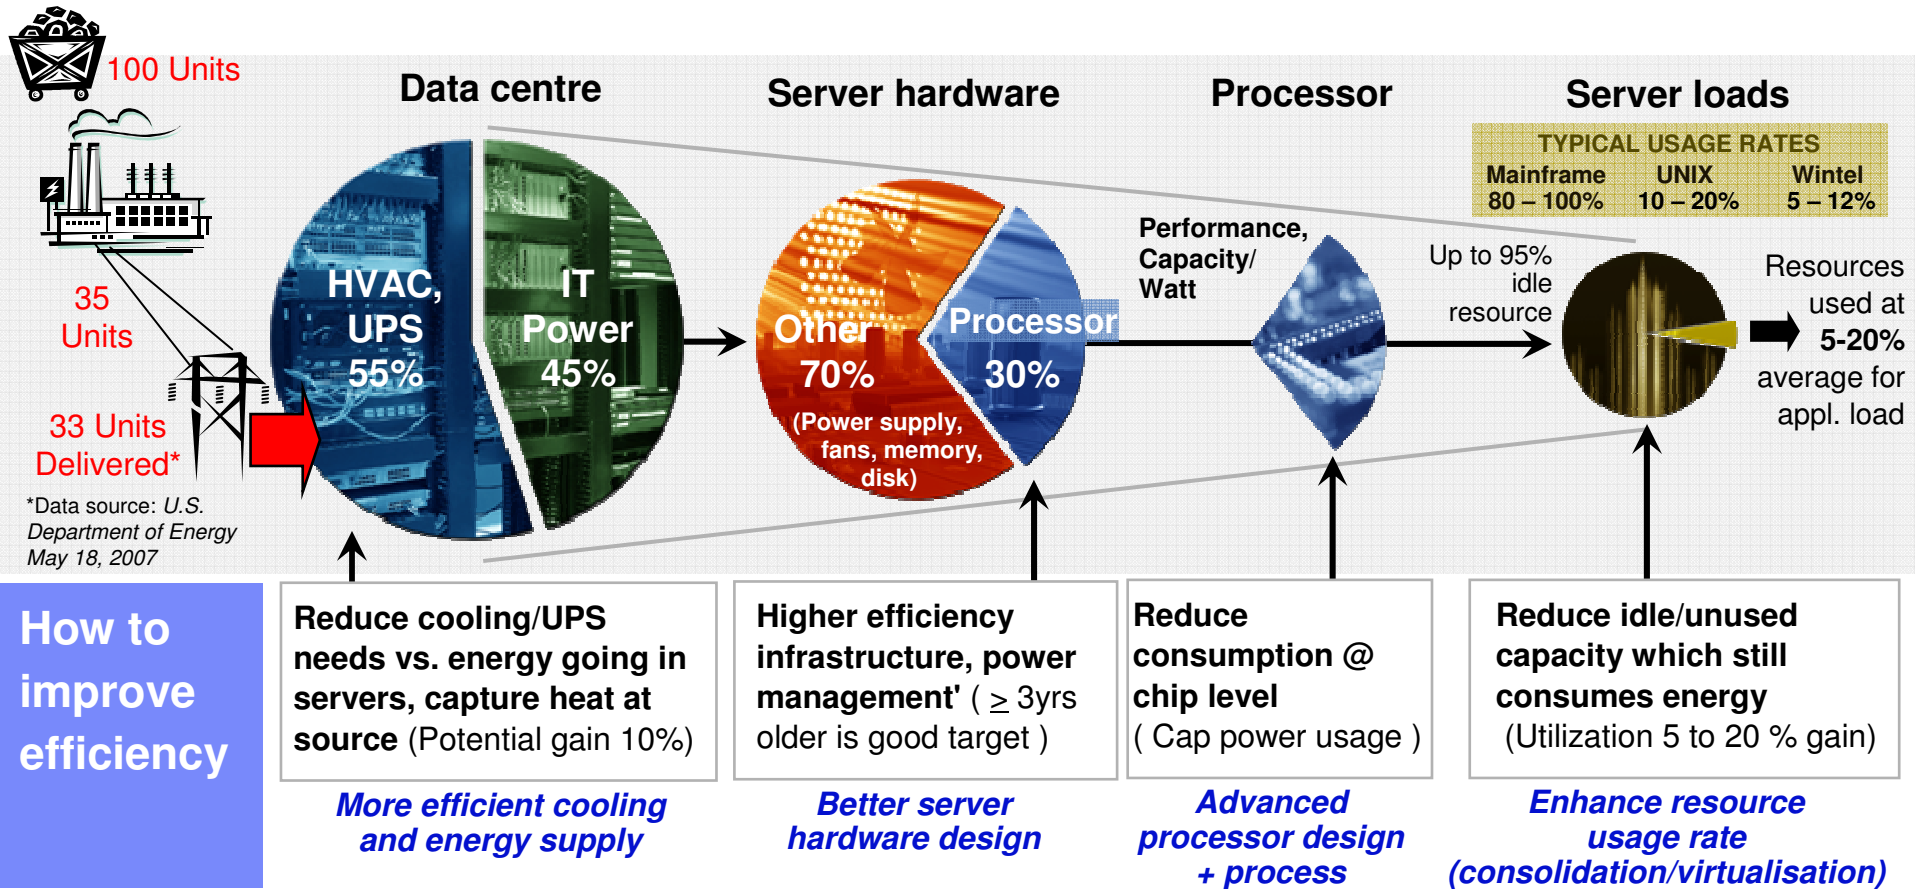 100 Units
35
Units
33 Units
Delivered*
*Data source: U.S.
Department of Energy
May 18, 2007
Data centre
HVAC,
UPS
55%
IT
Power
45%
Server hardware
Other
70%
(Power supply,
fans, memory,
disk)
Processor
30%
Processor
Performance,
Capacity/
Watt
Server loads
TYPICAL USAGE RATES
Mainframe UNIX Wintel
80 – 100% 10 – 20% 5 – 12%
Up to 95%
idle
resource
Resources
used at
5-20%
average for
appl. load
How to
improve
efficiency
Reduce cooling/UPS
needs vs. energy going in
servers, capture heat at
source (Potential gain 10%)
More efficient cooling
and energy supply
Higher efficiency
infrastructure, power
management' ( ≥ 3yrs
older is good target )
Better server
hardware design
Reduce
consumption @
chip level
( Cap power usage )
Advanced
processor design
+ process
Reduce idle/unused
capacity which still
consumes energy
(Utilization 5 to 20 % gain)
Enhance resource
usage rate
(consolidation/virtualisation)